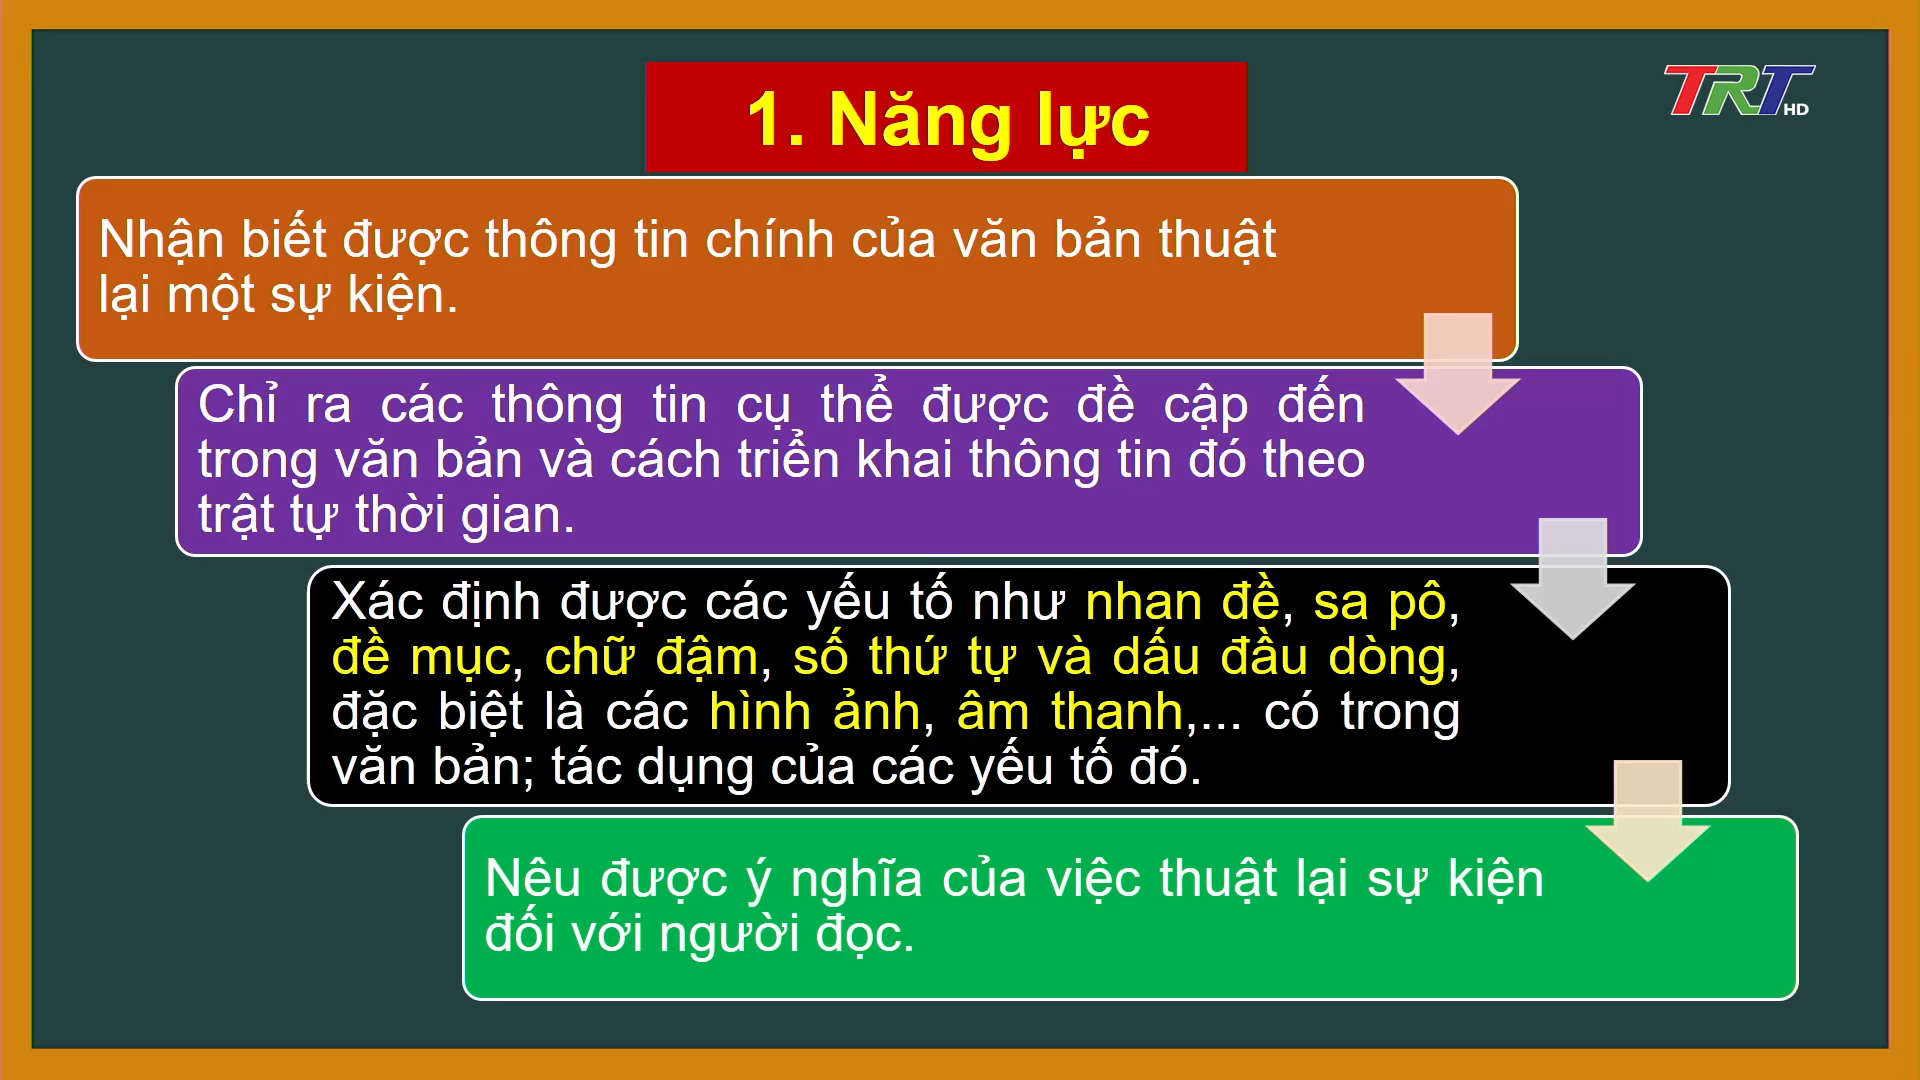 1. Năng lực
TRT HD
Nhận biết được thông tin chính của văn bản thuật
lại một sự kiện.
Chỉ ra các thông tin cụ thể được đề cập đến
trong văn bản và cách triển khai thông tin đó theo
trật tự thời gian.
Xác định được các yếu tố như nhan đề, sa pô,
đề mục, chữ đậm, số thứ tự và dấu đầu dòng,
đặc biệt là các hình ảnh, âm thanh,... có trong
văn bản; tác dụng của các yếu tố đó.
Nêu được ý nghĩa của việc thuật lại sự kiện
đối với người đọc.